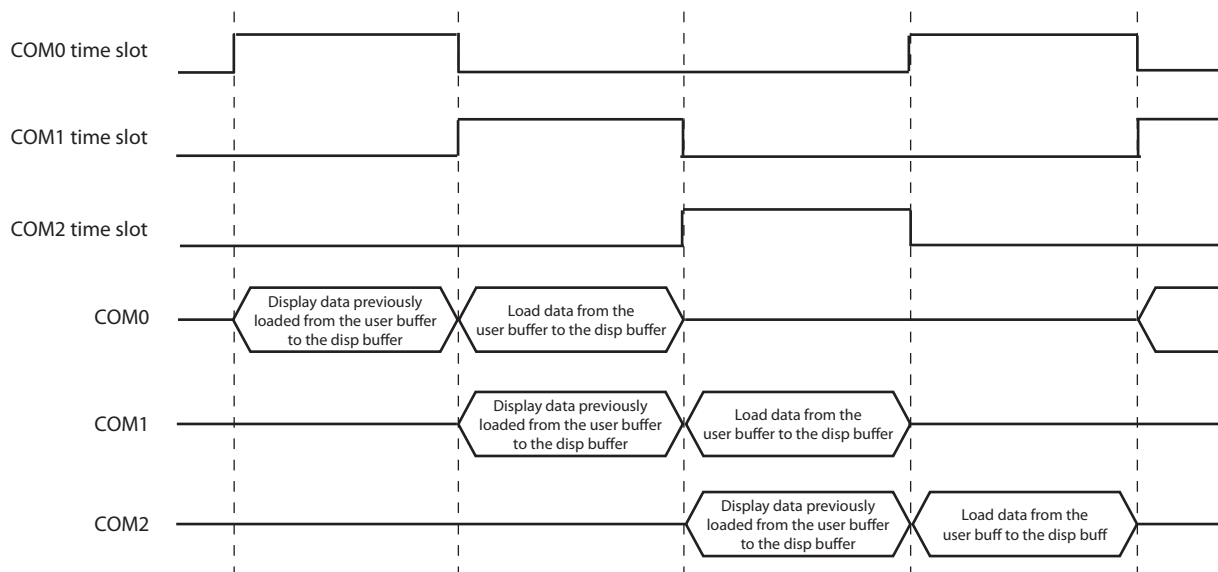 COM0 time slot
COM1 time slot
COM2 time slot
COM0
Display data previously
loaded from the user buffer
to the disp buffer
Load data from the
user buffer to the disp buffer
COM1
Display data previously
loaded from the user buffer
to the disp buffer
Load data from the
user buffer to the disp buffer
COM2
Display data previously
loaded from the user buffer
to the disp buffer
Load data from the
user buff to the disp buff